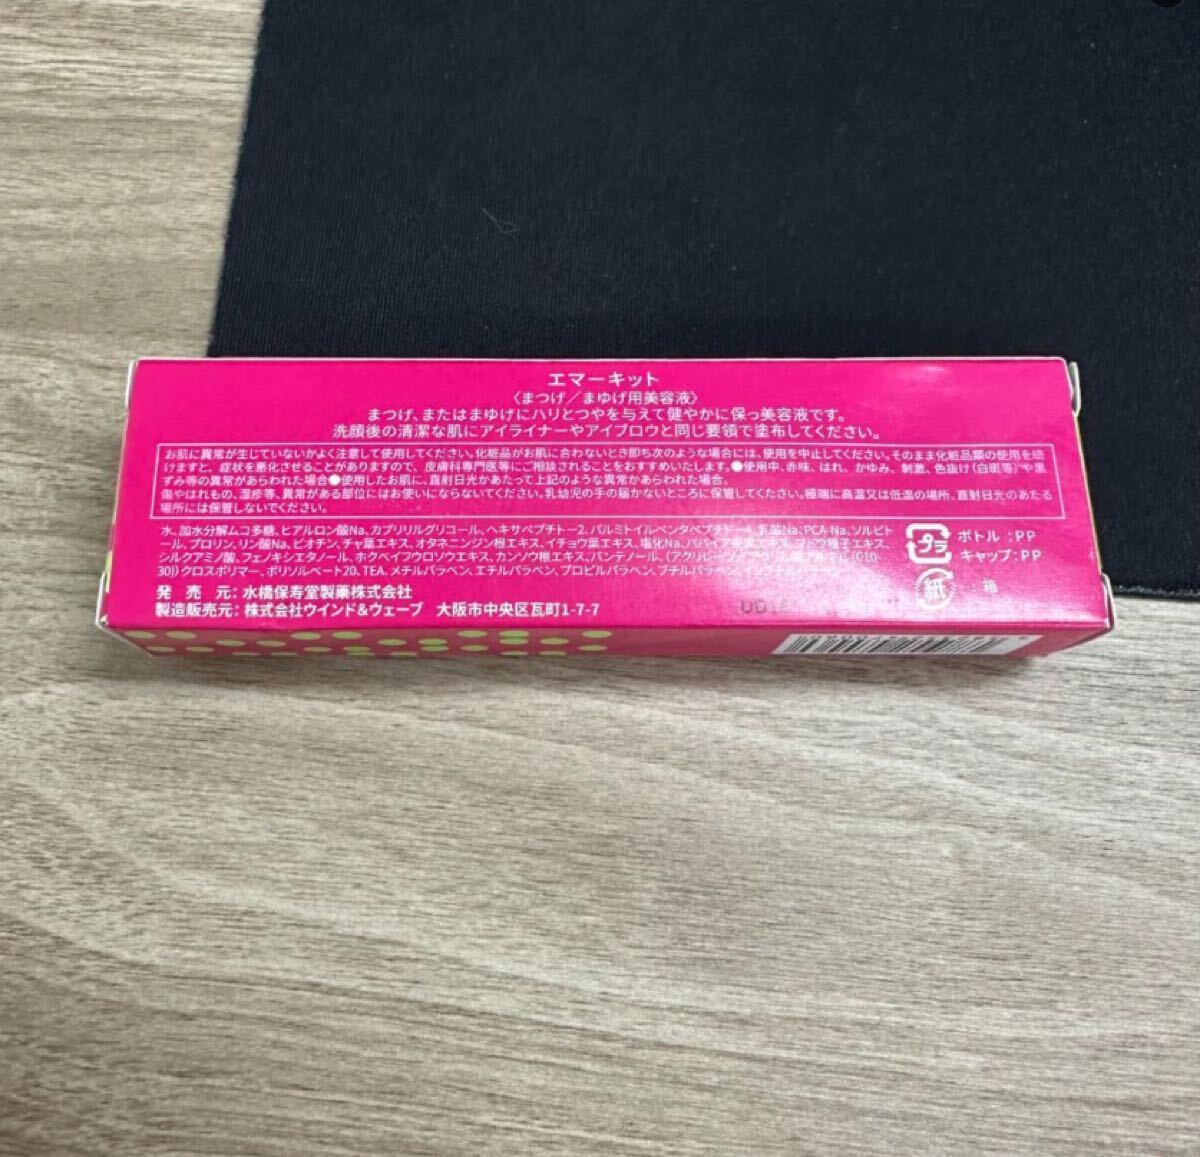 エマーキット
〈まつげ／まゆげ用美容液〉
まつげ、またはまゆげにハリとつやを与えて健やかに保つ美容液です。
洗顔後の清潔な肌にアイライナーやアイブロウと同じ要領で塗布してください。
お肌に異常が生じていないかよく注意して使用してください。化粧品がお肌に合わないとき即ち次のような場合には、使用を中止してください。そのまま化粧品類の使用を続
けますと、症状を悪化させることがありますので、皮膚科専門医等にご相談されることをおすすめいたします。●使用中、赤味、はれ、かゆみ、刺激、色抜け(白斑等)や黒
ずみ等の異常があらわれた場合●使用したお肌に、直射日光があたって上記のような異常があらわれた場合。
傷やはれもの、湿疹等、異常がある部位にはお使いにならないでください。乳幼児の手の届かないところに保管してください。極端に高温又は低温の場所、直射日光のあたる
場所には保管しないでください。
水、加水分解ムコ多糖、ヒアルロン酸Na、カプリリルグリコール、ヘキサペプチド-2、パルミトイルペンタペプチド-4、乳酸Na、PCA-Na、ソルビト
ール、プロリン、リン酸Na、ビオチン、チャ葉エキス、オタネニンジン根エキス、イチョウ葉エキス、塩化Na、パパイア果実エキス、ブドウ種子エキス、
シルクアミノ酸、フェノキシエタノール、ホウベイフウロソウエキス、カンゾウ根エキス、パンテノール、(アクリレーツ/アクリル酸アルキル(C10-
30))クロスポリマー、ポリソルベート20、TEA、メチルパラベン、エチルパラベン、プロピルパラベン、ブチルパラベン、
発　売　元：水橋保寿堂製薬株式会社
製造販売元：株式会社ウインド&ウェーブ　大阪市中央区瓦町1-7-7
プラ
ボトル：PP
キャップ：PP
紙
箱